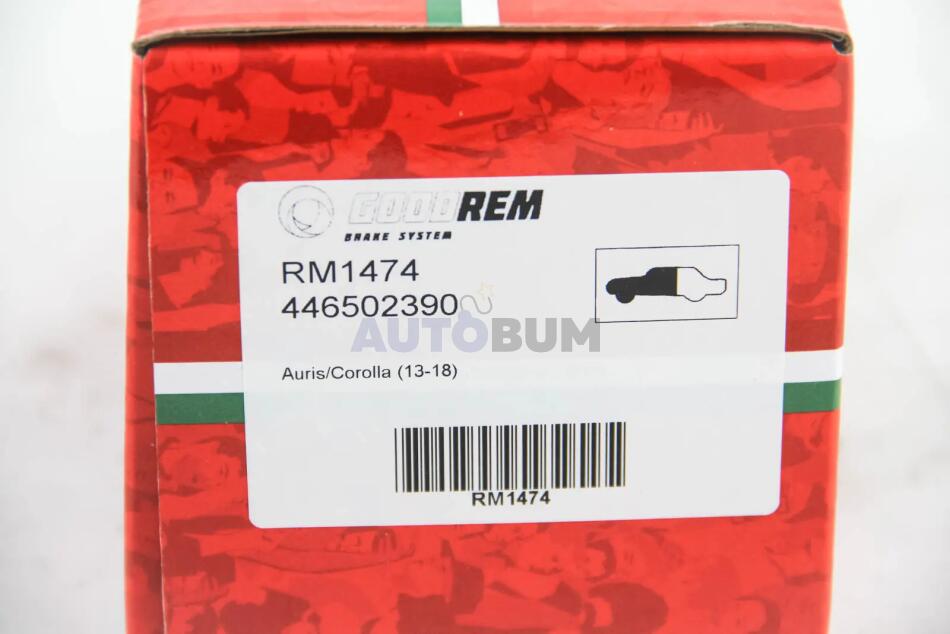 GOODREM
BRAKE SYSTEM
RM1474
446502390
AUTOBUM
Auris/Corolla (13-18)
RM1474